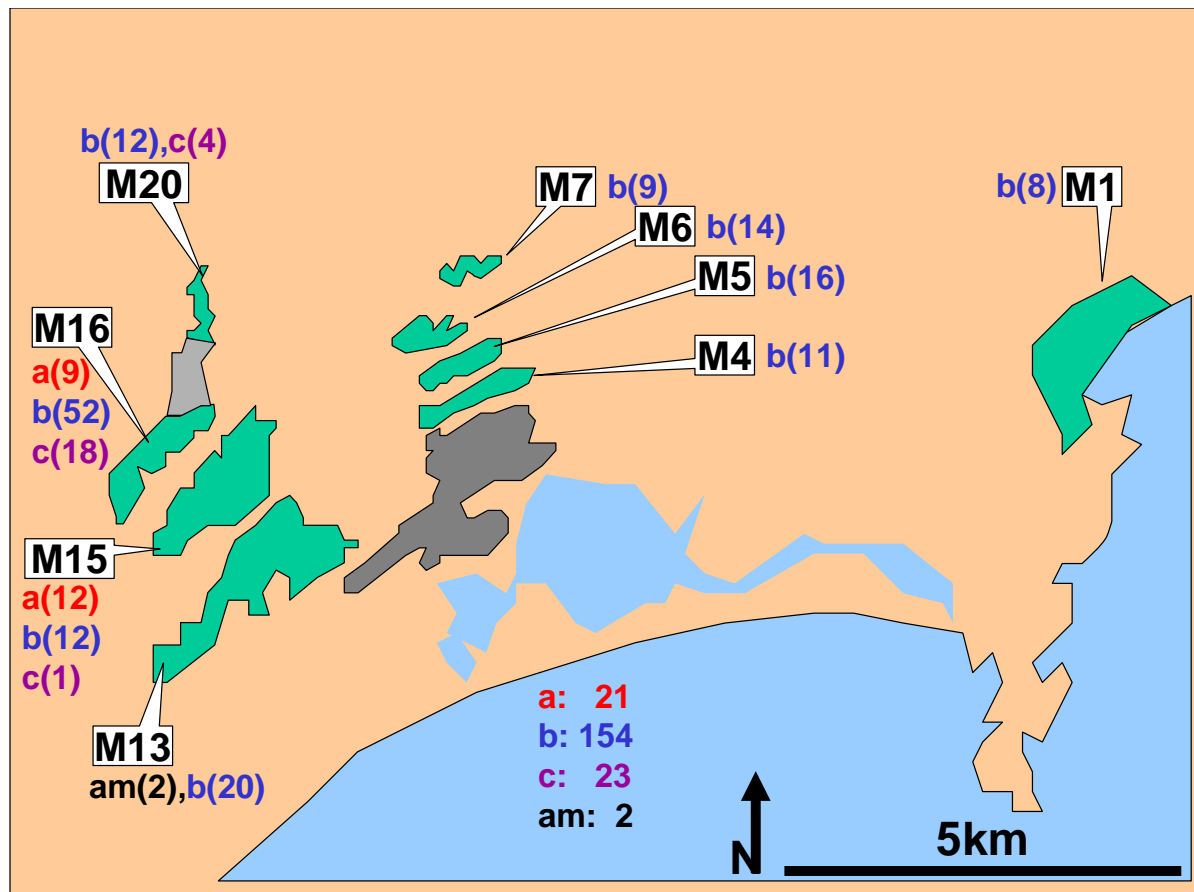 b(12),c(4)
M20
M7 b(9)
b(8) M1
M6 b(14)
M5 b(16)
M16
M4 b(11)
a(9)
b(52)
c(18)
M15
a(12)
b(12)
c(1)
M13
am(2),b(20)
a: 21
b: 154
c: 23
am: 2
N
5km